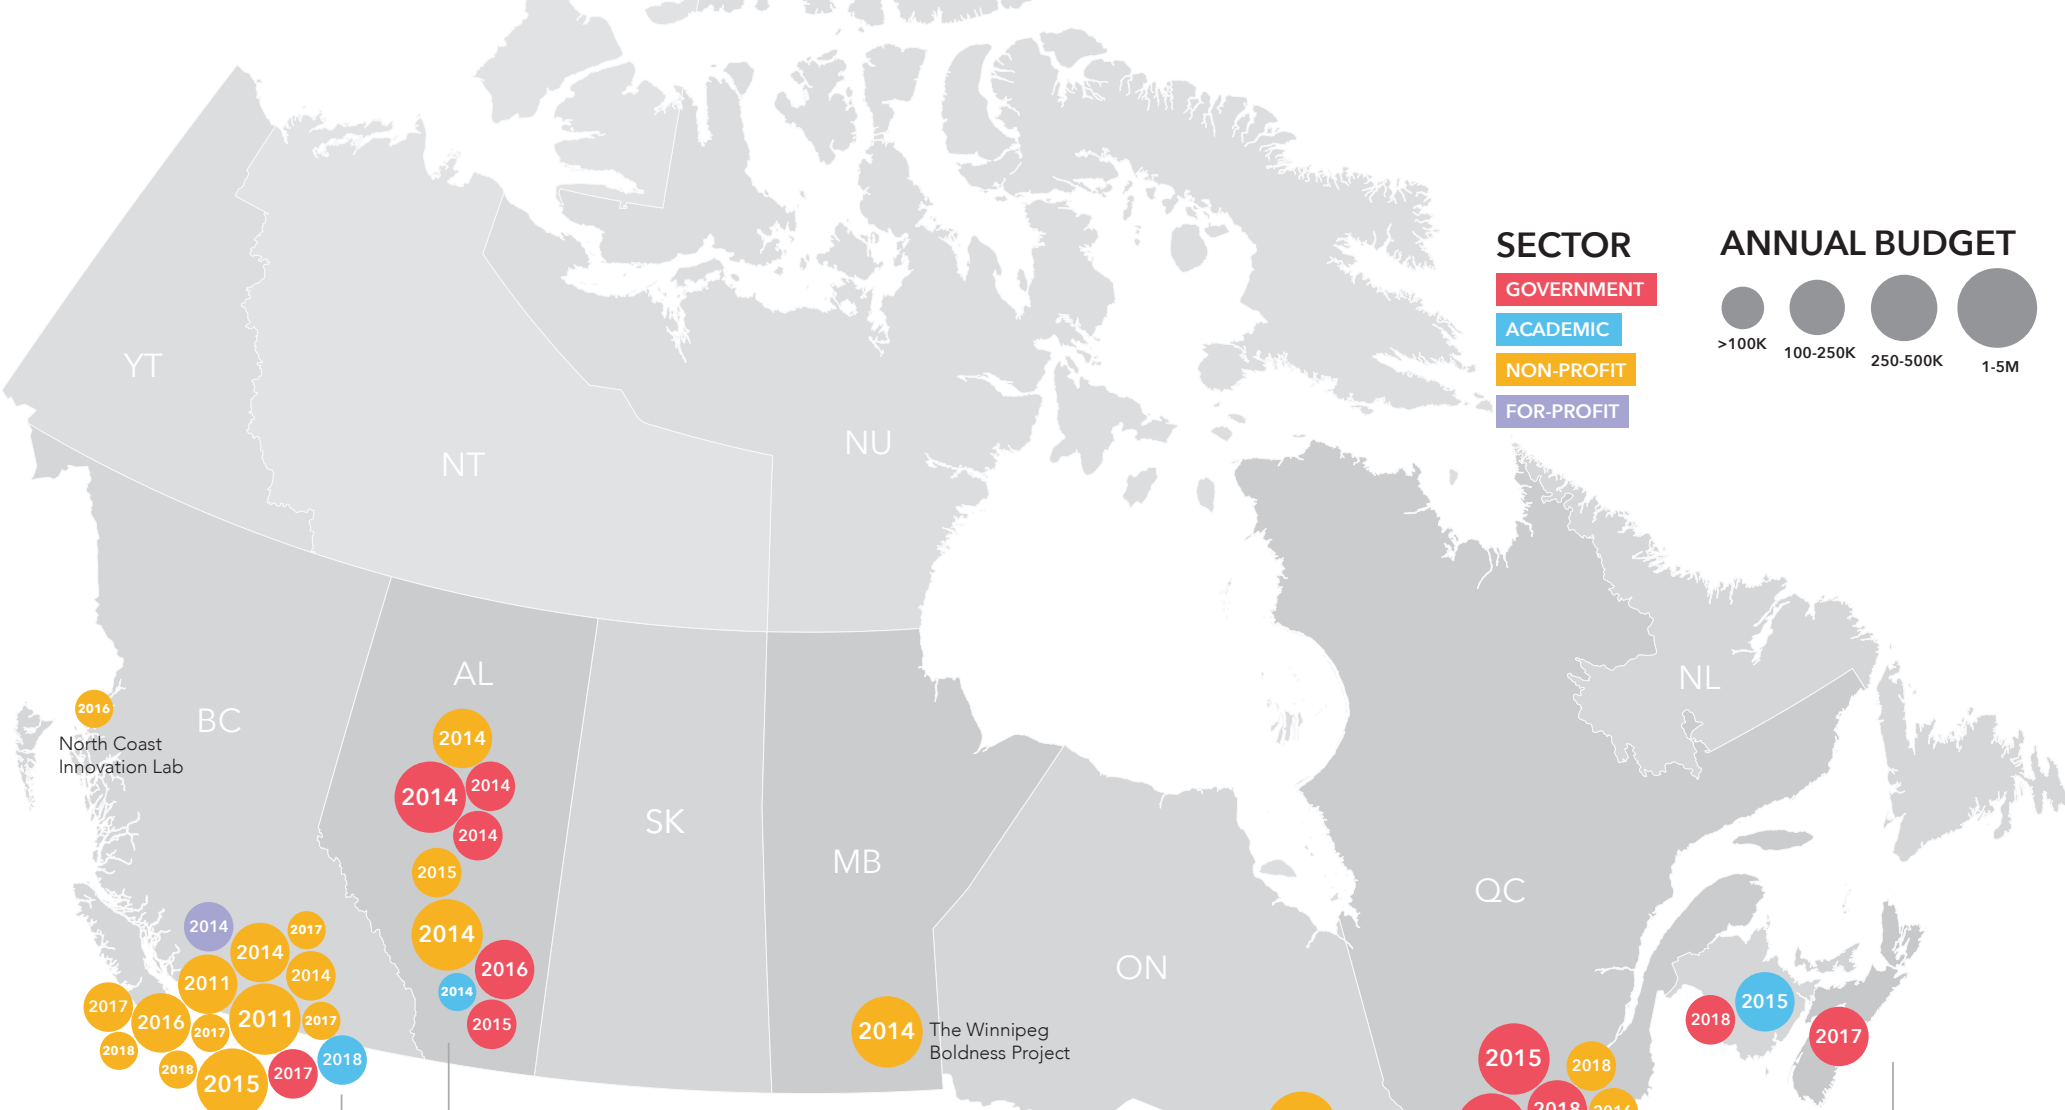 SECTOR
GOVERNMENT
ACADEMIC
NON-PROFIT
FOR-PROFIT
ANNUAL BUDGET
>100K
100-250K
250-500K
1-5M
YT
NT
NU
BC
AL
SK
MB
ON
QC
NL
2016
North Coast
Innovation Lab
2014
2014
2014
2014
2015
2014
2016
2014
2015
2014
2017
2014
2011
2014
2017
2016
2017
2011
2017
2018
2018
2015
2017
2018
2014
The Winnipeg
Boldness Project
2015
2018
2018
2016
2018
2015
2017